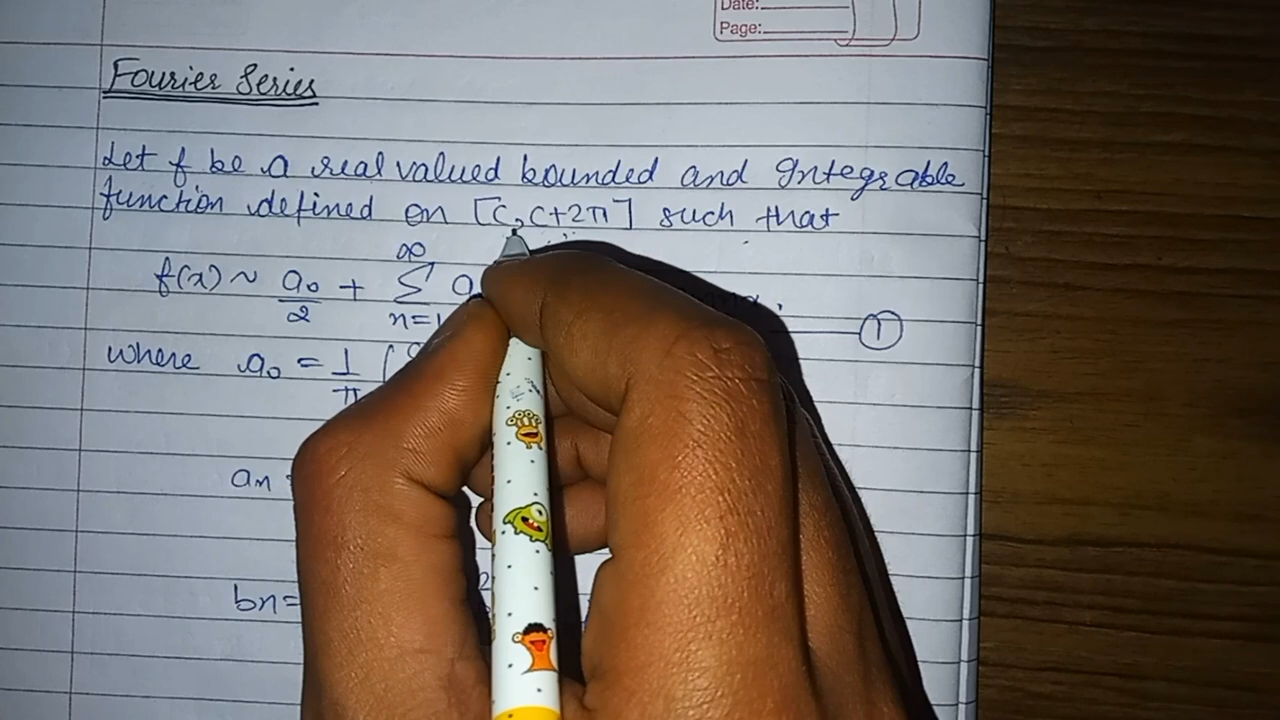 Date:
Page:
Fourier Series
Let f be a real valued bounded and Integrable
function defined on [c, c+2π] such that
f(x) ~ a₀/2 + ∞ Σ n=1 a
①
where a₀ = 1/π ∫
an
bn=